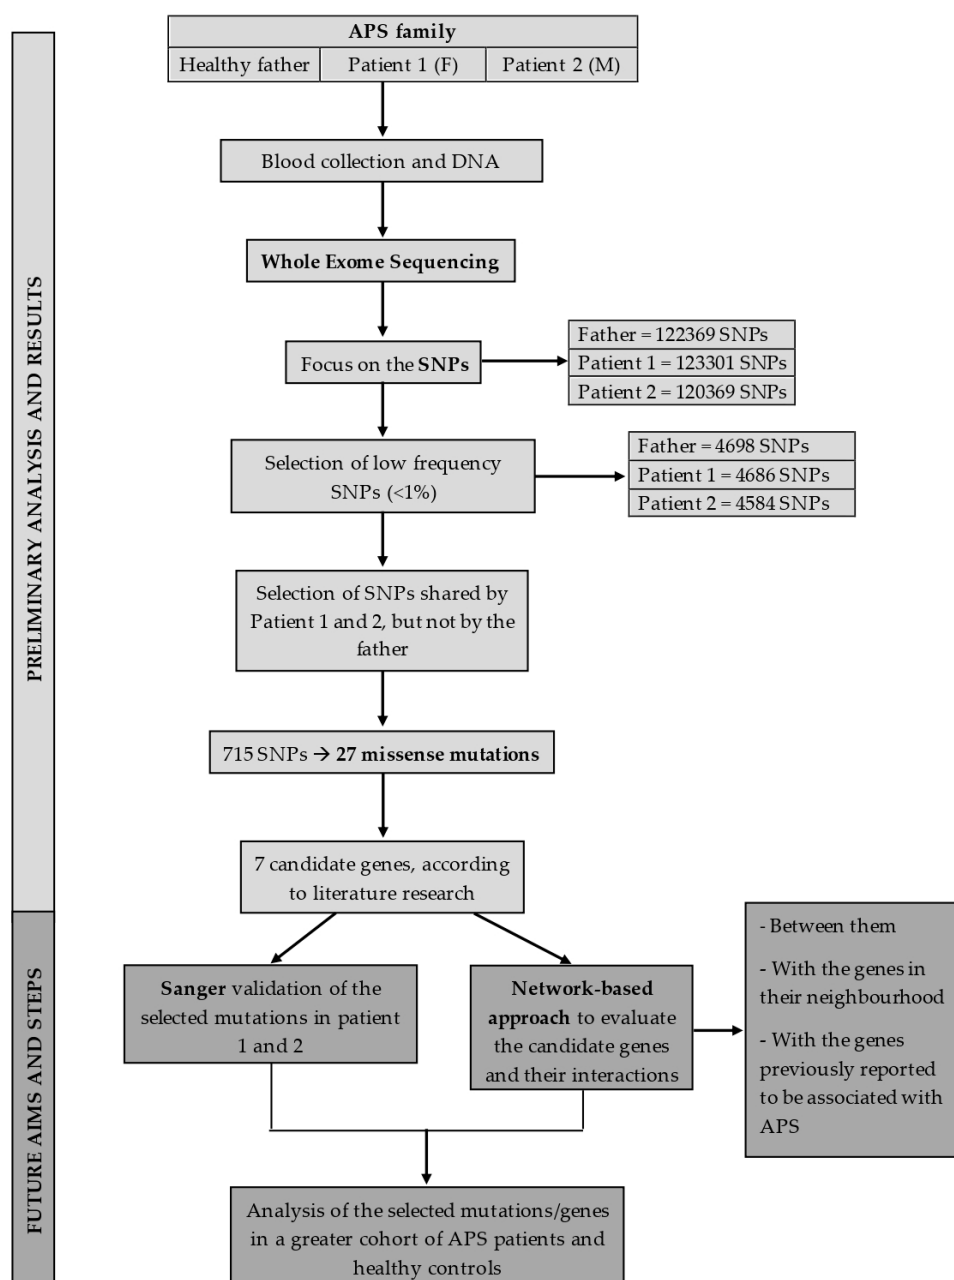 APS family
Healthy father
Patient 1 (F)
Patient 2 (M)
Blood collection and DNA
Whole Exome Sequencing
Focus on the SNPs
Father = 122369 SNPs
Patient 1 = 123301 SNPs
Patient 2 = 120369 SNPs
Selection of low frequency
SNPs (<1%)
Father = 4698 SNPs
Patient 1 = 4686 SNPs
Patient 2 = 4584 SNPs
Selection of SNPs shared by
Patient 1 and 2, but not by the
father
715 SNPs → 27 missense mutations
7 candidate genes, according
to literature research
PRELIMINARY ANALYSIS AND RESULTS
Sanger validation of the
selected mutations in patient
1 and 2
Network-based
approach to evaluate
the candidate genes
and their interactions
- Between them
- With the genes in
their neighbourhood
- With the genes
previously reported
to be associated with
APS
Analysis of the selected mutations/genes
in a greater cohort of APS patients and
healthy controls
FUTURE AIMS AND STEPS